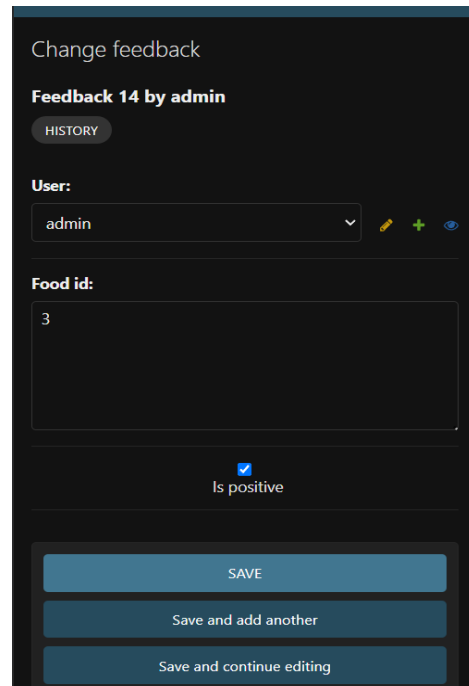 Change feedback
Feedback 14 by admin
HISTORY
User:
admin
Food id:
3
Is positive
SAVE
Save and add another
Save and continue editing